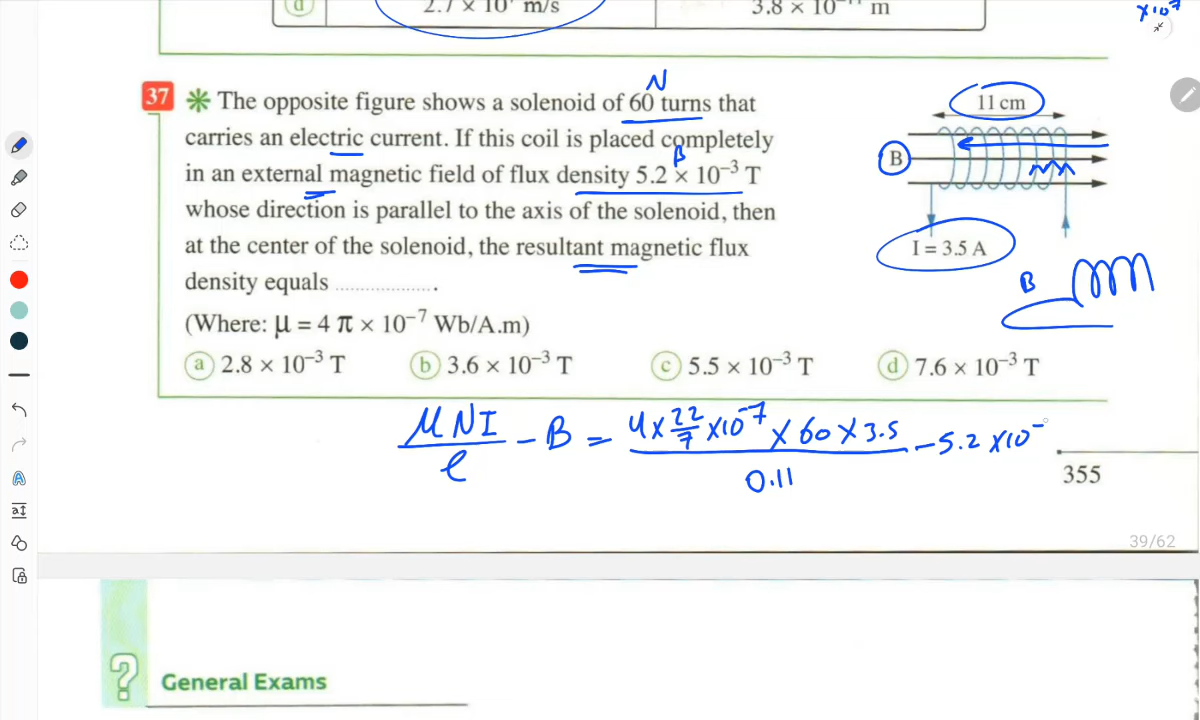 d 2.7 × 10⁷ m/s 3.8 × 10⁻¹¹ m
×10⁷
37 The opposite figure shows a solenoid of 60 turns that
N
carries an electric current. If this coil is placed completely
B
in an external magnetic field of flux density 5.2 × 10⁻³ T
whose direction is parallel to the axis of the solenoid, then
at the center of the solenoid, the resultant magnetic flux
density equals ................. .
(Where: μ = 4 π × 10⁻⁷ Wb/A.m)
11 cm
B
I = 3.5 A
B
a 2.8 × 10⁻³ T b 3.6 × 10⁻³ T c 5.5 × 10⁻³ T d 7.6 × 10⁻³ T
μNI/l - B = 4×22/7×10⁻⁷×60×3.5/0.11 - 5.2×10⁻
355
39/62
? General Exams